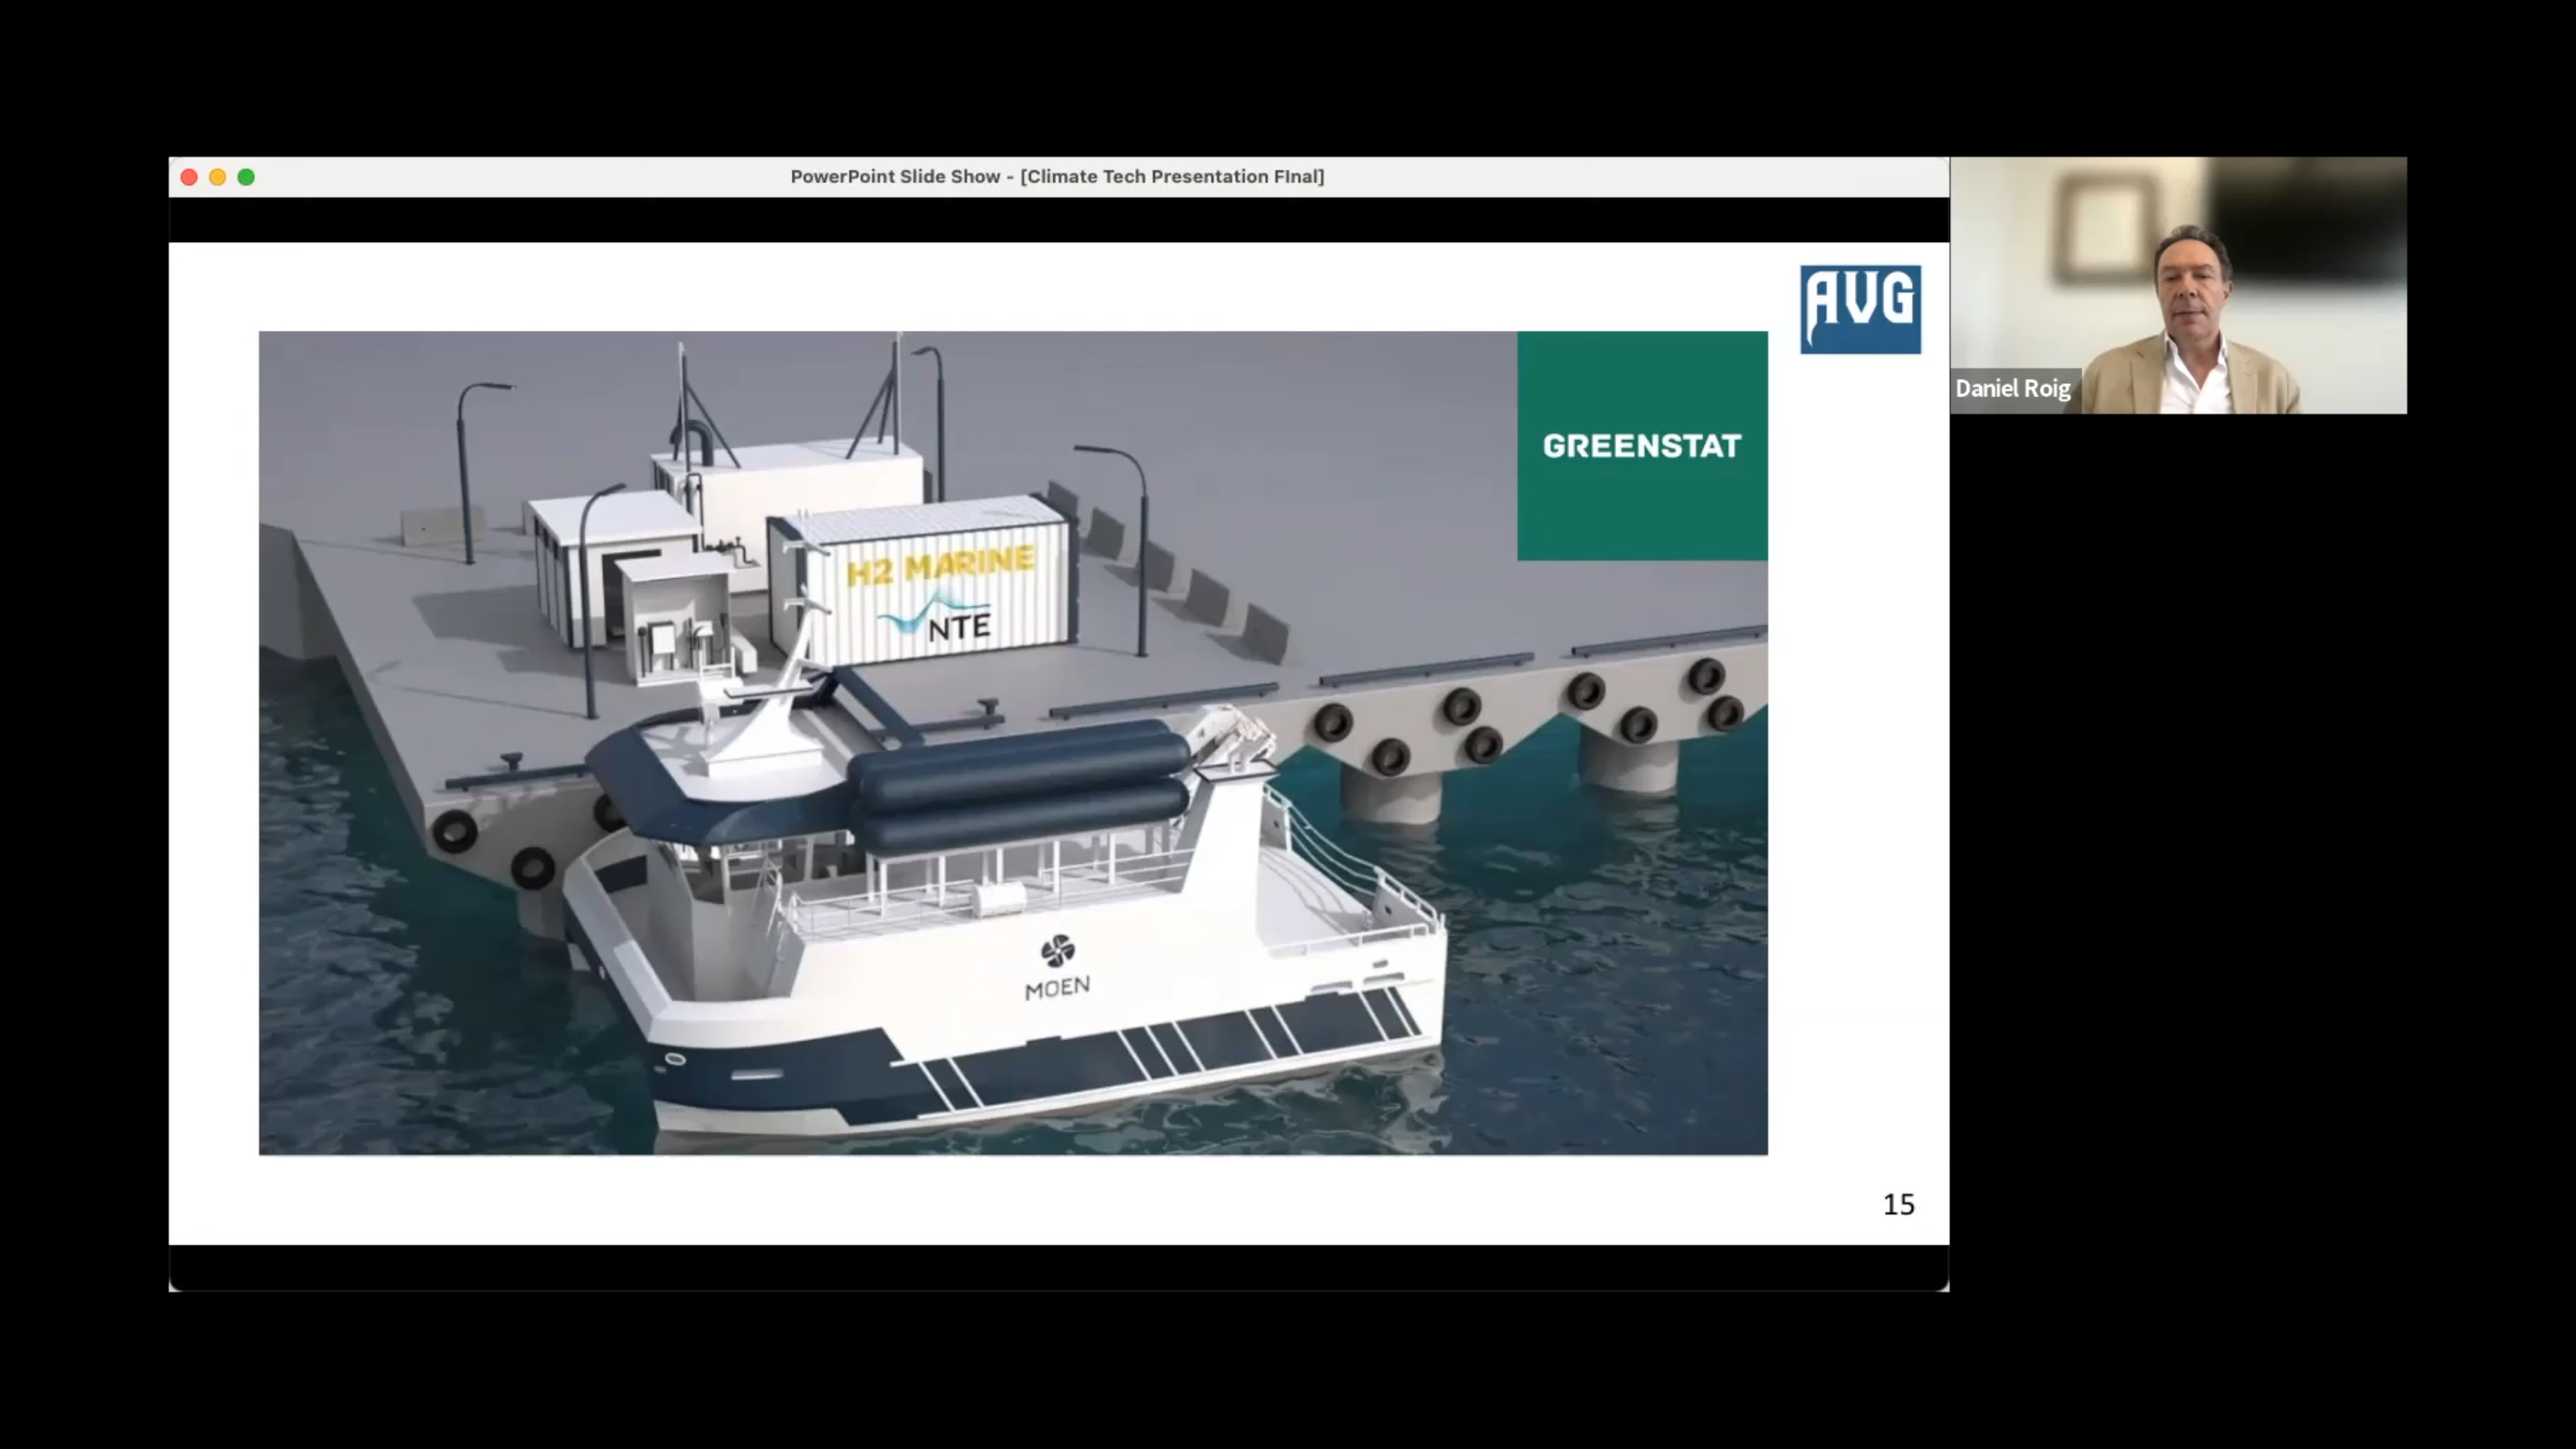 PowerPoint Slide Show - [Climate Tech Presentation FInal]
AVG
GREENSTAT
H2 MARINE
NTE
MOEN
15
Daniel Roig